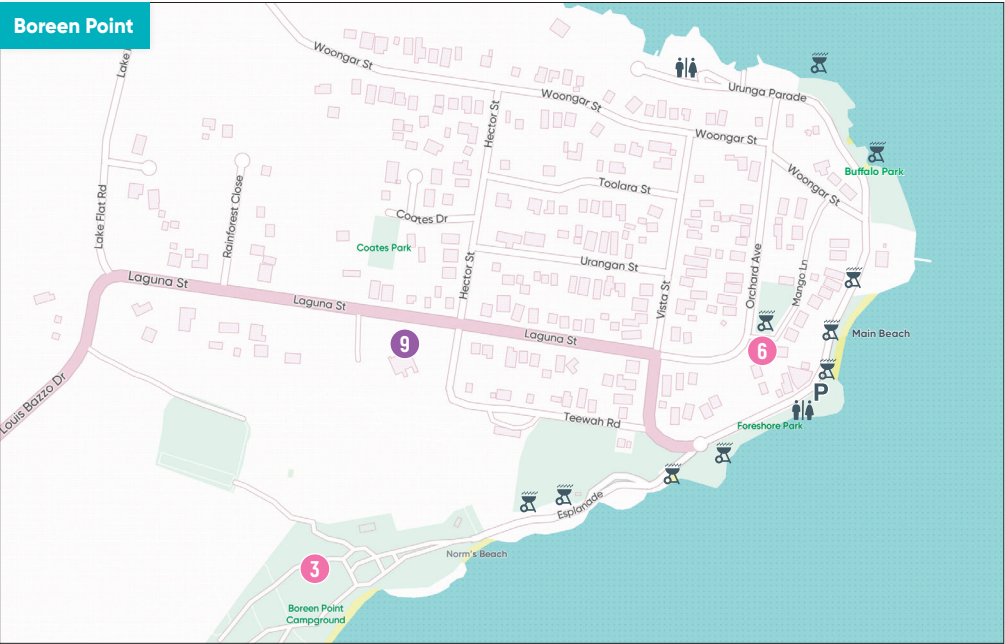 Boreen Point
Lake
Woongar St
Woongar St
Urunga Parade
Woongar St
Hector St
Buffalo Park
Woongar St
Toolara St
Lake Flat Rd
Rainforest Close
Coates Dr
Coates Park
Urangan St
Hector St
Vista St
Orchard Ave
Mango Ln
Laguna St
Laguna St
Laguna St
9
6
Main Beach
P
Louis Bazzo Dr
Teewah Rd
Foreshore Park
Esplanade
Norm's Beach
3
Boreen Point
Campground